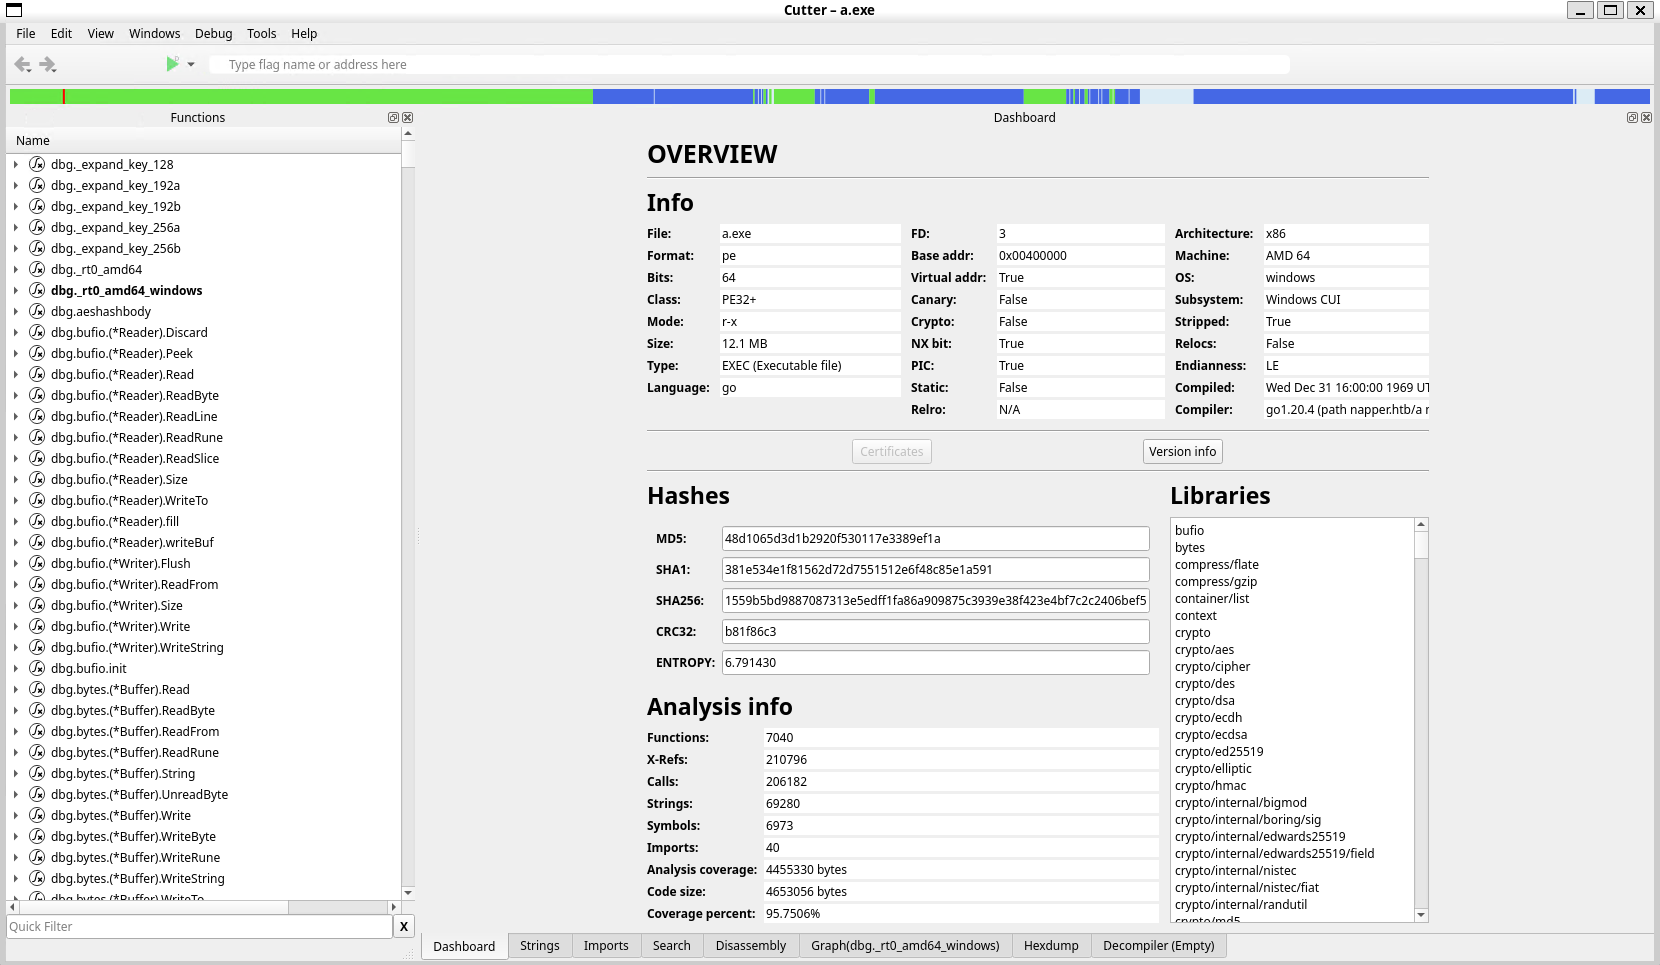 Cutter – a.exe
File Edit View Windows Debug Tools Help
Type flag name or address here
Functions
Name
dbg._expand_key_128
dbg._expand_key_192a
dbg._expand_key_192b
dbg._expand_key_256a
dbg._expand_key_256b
dbg._rt0_amd64
dbg._rt0_amd64_windows
dbg.aeshashbody
dbg.bufio.(*Reader).Discard
dbg.bufio.(*Reader).Peek
dbg.bufio.(*Reader).Read
dbg.bufio.(*Reader).ReadByte
dbg.bufio.(*Reader).ReadLine
dbg.bufio.(*Reader).ReadRune
dbg.bufio.(*Reader).ReadSlice
dbg.bufio.(*Reader).Size
dbg.bufio.(*Reader).WriteTo
dbg.bufio.(*Reader).fill
dbg.bufio.(*Reader).writeBuf
dbg.bufio.(*Writer).Flush
dbg.bufio.(*Writer).ReadFrom
dbg.bufio.(*Writer).Size
dbg.bufio.(*Writer).Write
dbg.bufio.(*Writer).WriteString
dbg.bufio.init
dbg.bytes.(*Buffer).Read
dbg.bytes.(*Buffer).ReadByte
dbg.bytes.(*Buffer).ReadFrom
dbg.bytes.(*Buffer).ReadRune
dbg.bytes.(*Buffer).String
dbg.bytes.(*Buffer).UnreadByte
dbg.bytes.(*Buffer).Write
dbg.bytes.(*Buffer).WriteByte
dbg.bytes.(*Buffer).WriteRune
dbg.bytes.(*Buffer).WriteString
dbg.bytes.(*Buffer).WriteTo
Quick Filter X
Dashboard
OVERVIEW
Info
File: a.exe FD: 3 Architecture: x86
Format: pe Base addr: 0x00400000 Machine: AMD 64
Bits: 64 Virtual addr: True OS: windows
Class: PE32+ Canary: False Subsystem: Windows CUI
Mode: r-x Crypto: False Stripped: True
Size: 12.1 MB NX bit: True Relocs: False
Type: EXEC (Executable file) PIC: True Endianness: LE
Language: go Static: False Compiled: Wed Dec 31 16:00:00 1969 UT
Relro: N/A Compiler: go1.20.4 (path napper.htb/a r
Certificates Version info
Hashes
MD5: 48d1065d3d1b2920f530117e3389ef1a
SHA1: 381e534e1f81562d72d7551512e6f48c85e1a591
SHA256: 1559b5bd9887087313e5edff1fa86a909875c3939e38f423e4bf7c2c2406bef5
CRC32: b81f86c3
ENTROPY: 6.791430
Analysis info
Functions: 7040
X-Refs: 210796
Calls: 206182
Strings: 69280
Symbols: 6973
Imports: 40
Analysis coverage: 4455330 bytes
Code size: 4653056 bytes
Coverage percent: 95.7506%
Libraries
bufio
bytes
compress/flate
compress/gzip
container/list
context
crypto
crypto/aes
crypto/cipher
crypto/des
crypto/dsa
crypto/ecdh
crypto/ecdsa
crypto/ed25519
crypto/elliptic
crypto/hmac
crypto/internal/bigmod
crypto/internal/boring/sig
crypto/internal/edwards25519
crypto/internal/edwards25519/field
crypto/internal/nistec
crypto/internal/nistec/fiat
crypto/internal/randutil
crypto/md5
Dashboard Strings Imports Search Disassembly Graph(dbg._rt0_amd64_windows) Hexdump Decompiler (Empty)